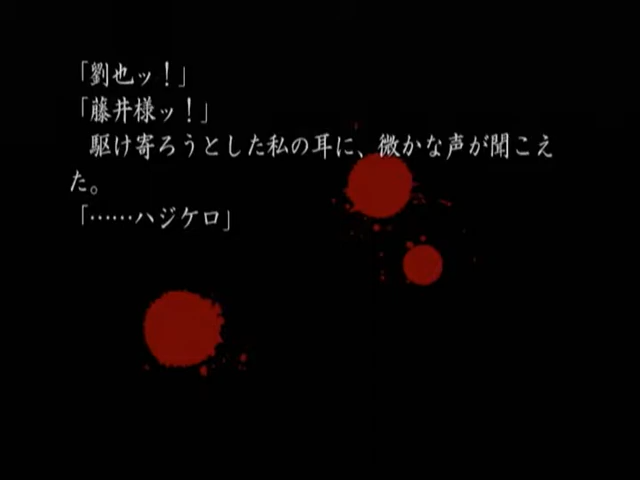 「劉也ッ！」
「藤井様ッ！」
　駆け寄ろうとした私の耳に、微かな声が聞こえ
た。
「……ハジケロ」